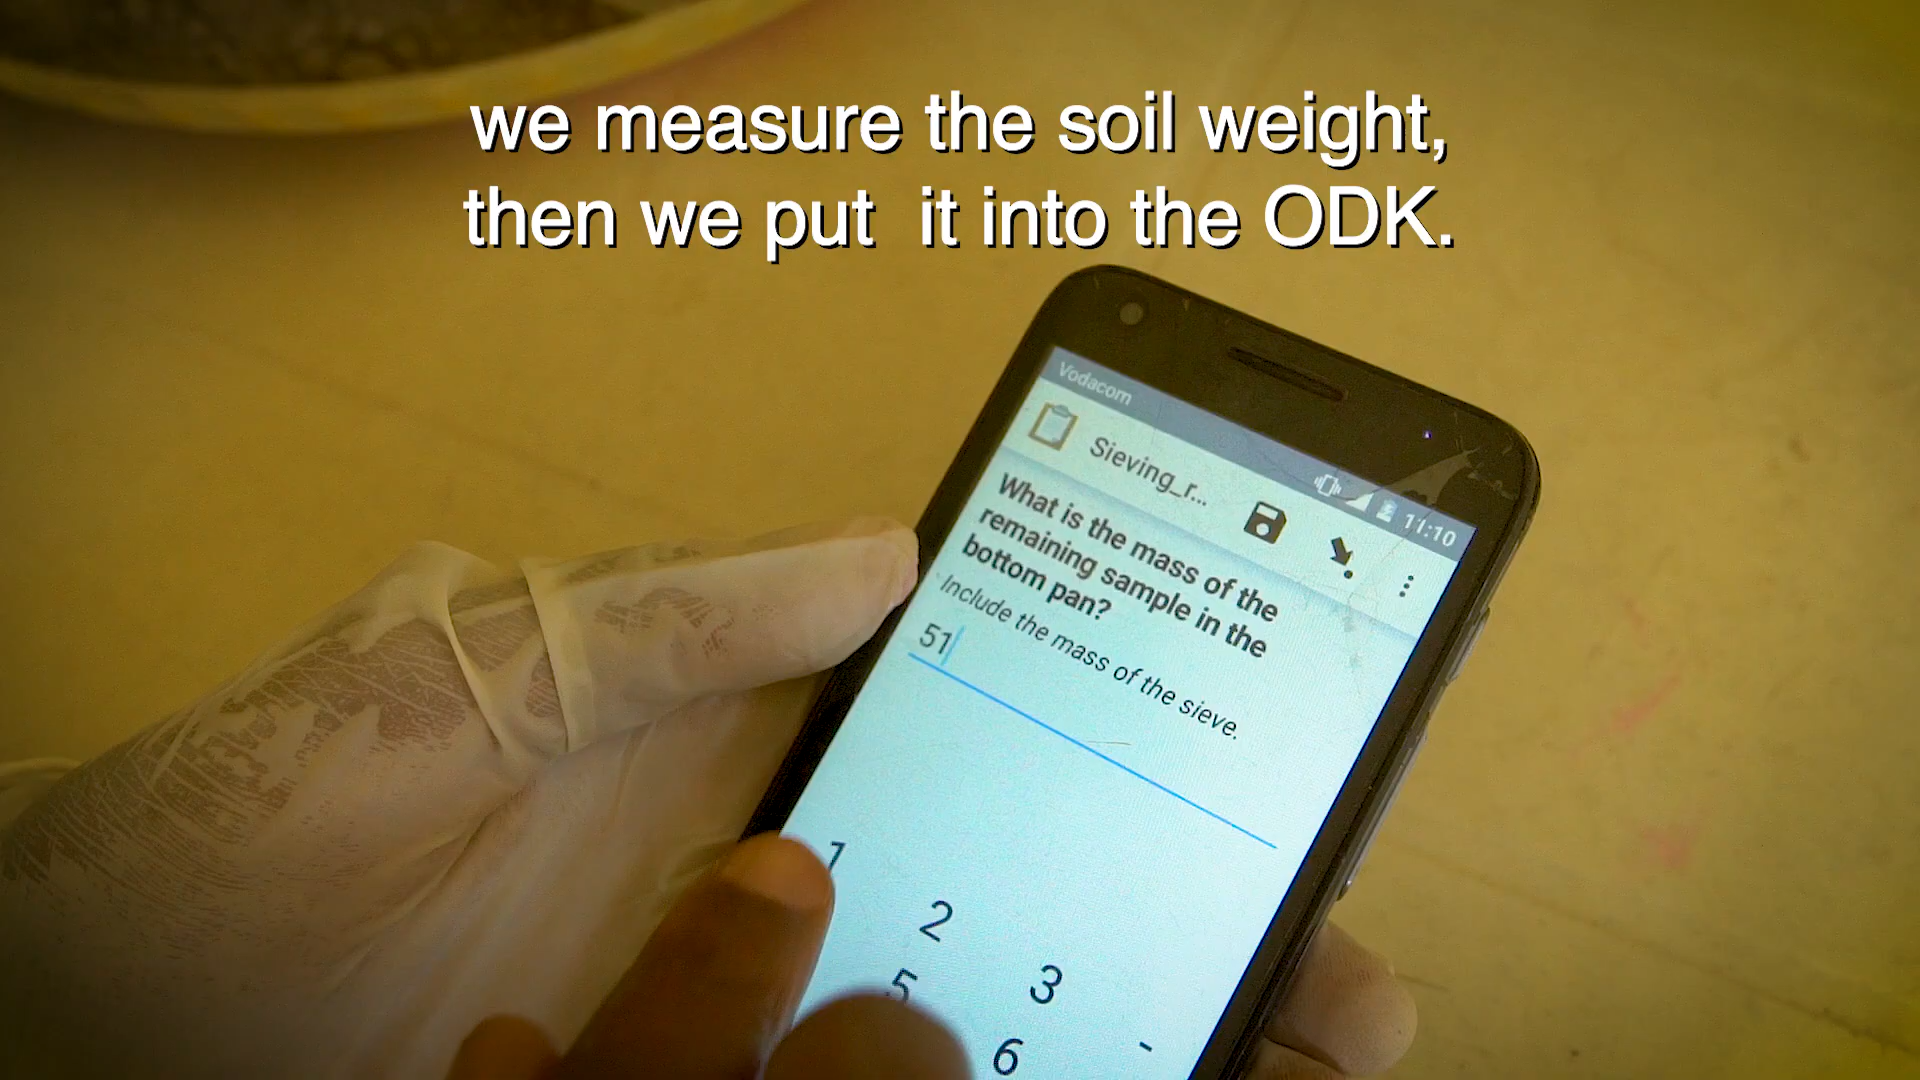 we measure the soil weight,
then we put  it into the ODK.
Vodacom
11:10
Sieving_r...
What is the mass of the
remaining sample in the
bottom pan?
Include the mass of the sieve.
51
1
2
3
5
6
-